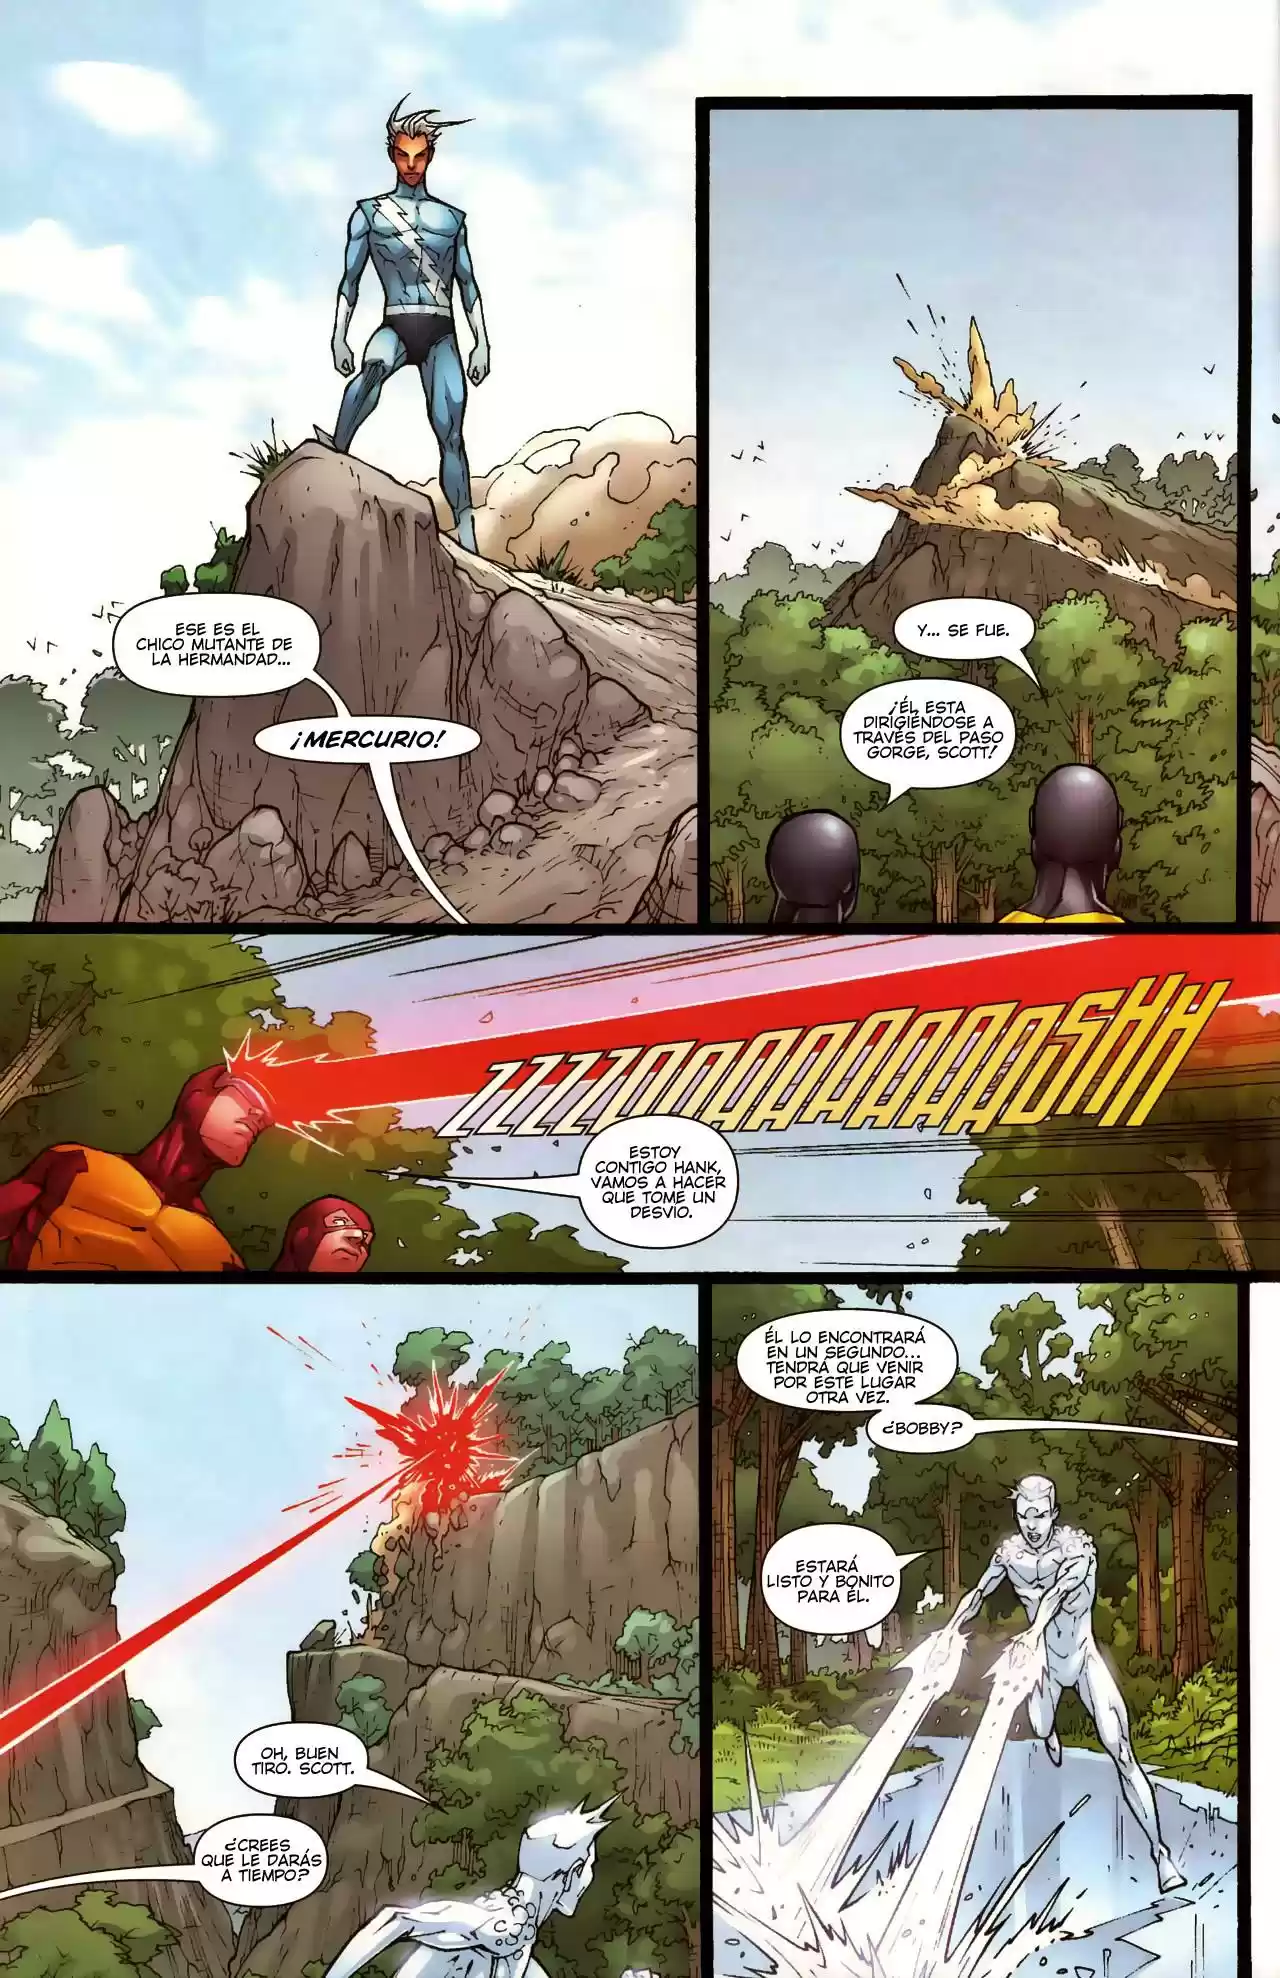 ESE ES EL
CHICO MUTANTE DE
LA HERMANDAD...
¡MERCURIO!
Y... SE FUE.
¡ÉL ESTA
DIRIGIÉNDOSE A
TRAVÉS DEL PASO
GORGE, SCOTT!
ZZZZAAAAAAAAAAOSHH
ESTOY
CONTIGO HANK,
VAMOS A HACER
QUE TOME UN
DESVÍO.
OH, BUEN
TIRO. SCOTT.
¿CREES
QUE LE DARÁS
A TIEMPO?
ÉL LO ENCONTRARÁ
EN UN SEGUNDO...
TENDRÁ QUE VENIR
POR ESTE LUGAR
OTRA VEZ.
¿BOBBY?
ESTARÁ
LISTO Y BONITO
PARA ÉL.